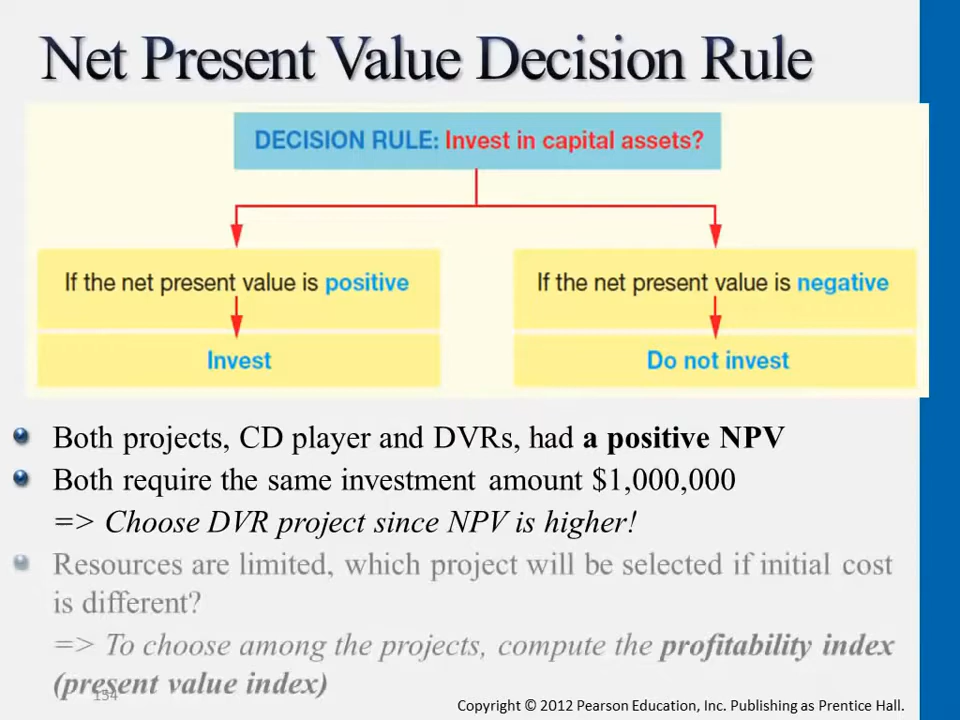 Net Present Value Decision Rule
DECISION RULE: Invest in capital assets?
If the net present value is positive
Invest
If the net present value is negative
Do not invest
Both projects, CD player and DVRs, had a positive NPV
Both require the same investment amount $1,000,000
=> Choose DVR project since NPV is higher!
Resources are limited, which project will be selected if initial cost
is different?
=> To choose among the projects, compute the profitability index
(present value index)
154
Copyright © 2012 Pearson Education, Inc. Publishing as Prentice Hall.